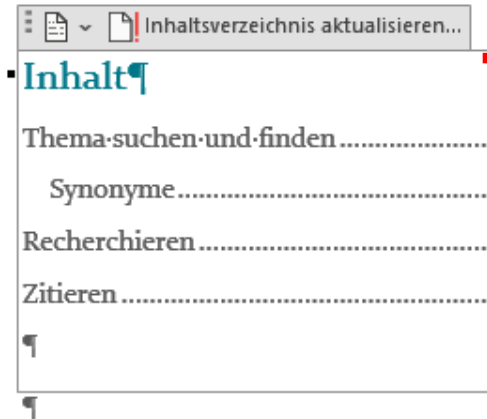 Inhaltsverzeichnis aktualisieren...
Inhalt¶
Thema·suchen·und·finden................
Synonyme................
Recherchieren................
Zitieren................
¶
¶